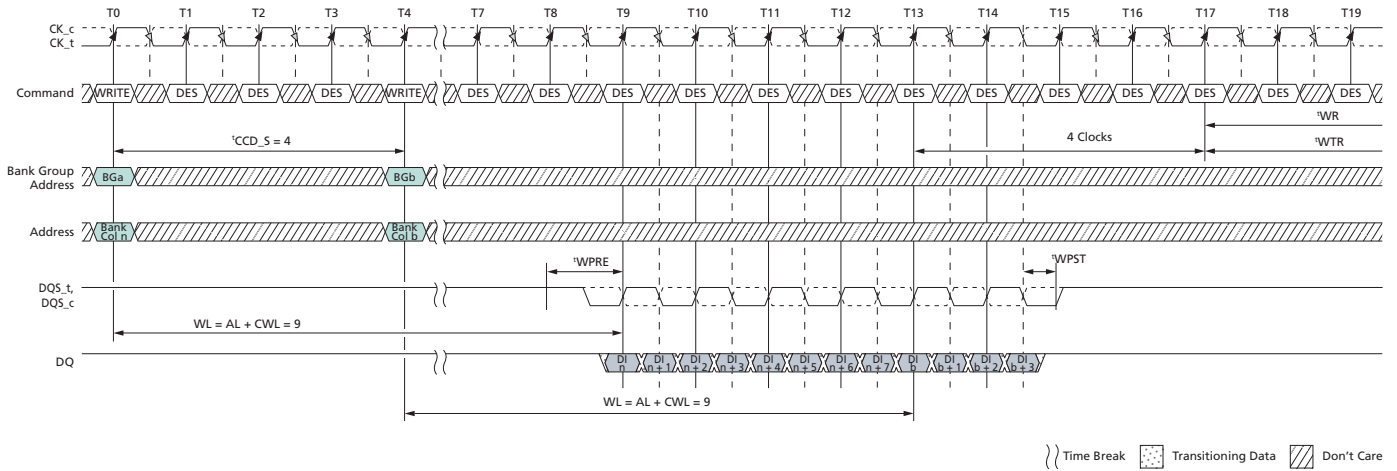 T0 T1 T2 T3 T4 T7 T8 T9 T10 T11 T12 T13 T14 T15 T16 T17 T18 T19
CK_c
CK_t
Command WRITE DES DES DES WRITE DES DES DES DES DES DES DES DES DES DES DES DES DES
tWR
tCCD_S = 4
4 Clocks
tWTR
Bank Group
Address
BGa BGb
Address
Bank
Col n
Bank
Col b
tWPRE
tWPST
DQS_t,
DQS_c
WL = AL + CWL = 9
DQ
DI
n
DI
n + 1
DI
n + 2
DI
n + 3
DI
n + 4
DI
n + 5
DI
n + 6
DI
n + 7
DI
b
DI
b + 1
DI
b + 2
DI
b + 3
WL = AL + CWL = 9
Time Break Transitioning Data Don't Care